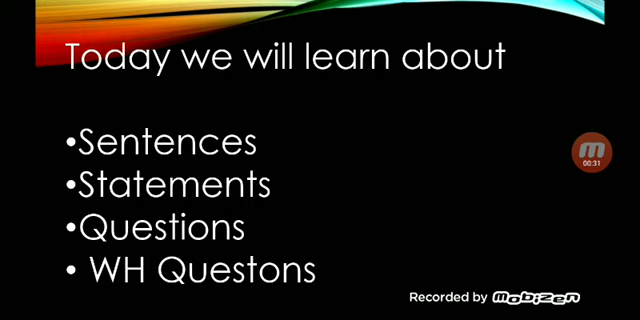 Today we will learn about
•Sentences
•Statements
•Questions
• WH Questons
00:31
Recorded by mobizen